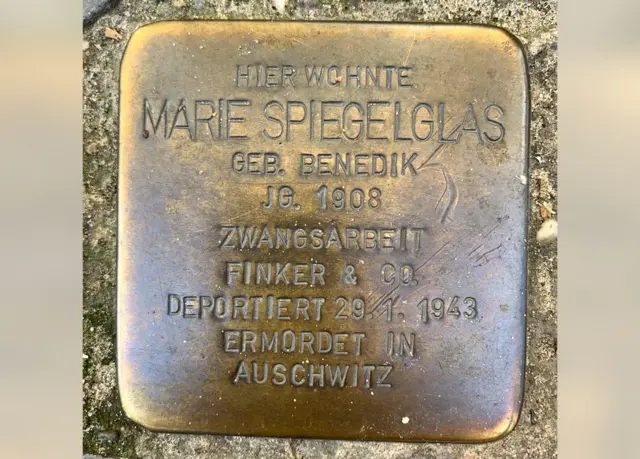 HIER WOHNTE
MARIE SPIEGELGLAS
GEB. BENEDIK
JG. 1908
ZWANGSARBEIT
FINKER & CO.
DEPORTIERT 29.1.1943
ERMORDET IN
AUSCHWITZ